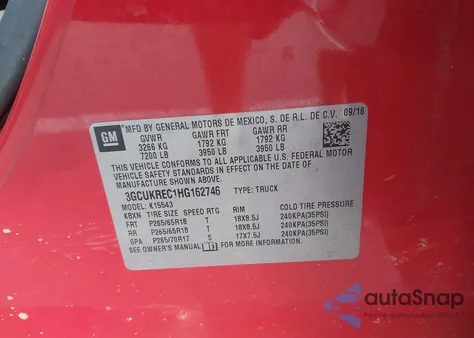 GM
MFD BY GENERAL MOTORS DE MEXICO, S. DE R.L. DE C.V. 09/16
GVWR GAWR FRT GAWR RR
3266 KG 1792 KG 1792 KG
7200 LB 3950 LB 3950 LB
THIS VEHICLE CONFORMS TO ALL APPLICABLE U.S. FEDERAL MOTOR
VEHICLE SAFETY STANDARDS IN EFFECT ON THE DATE OF
MANUFACTURE SHOWN ABOVE.
3GCUKREC1HG162746 TYPE: TRUCK
MODEL: K15543
KBXN TIRE SIZE SPEED RTG RIM COLD TIRE PRESSURE
FRT P265/65R18 T 18X8.5J 240KPA(35PSI)
RR P265/65R18 T 18X8.5J 240KPA(35PSI)
SPA P265/70R17 S 17X7.5J 240KPA(35PSI)
SEE OWNER'S MANUAL
autoSnap